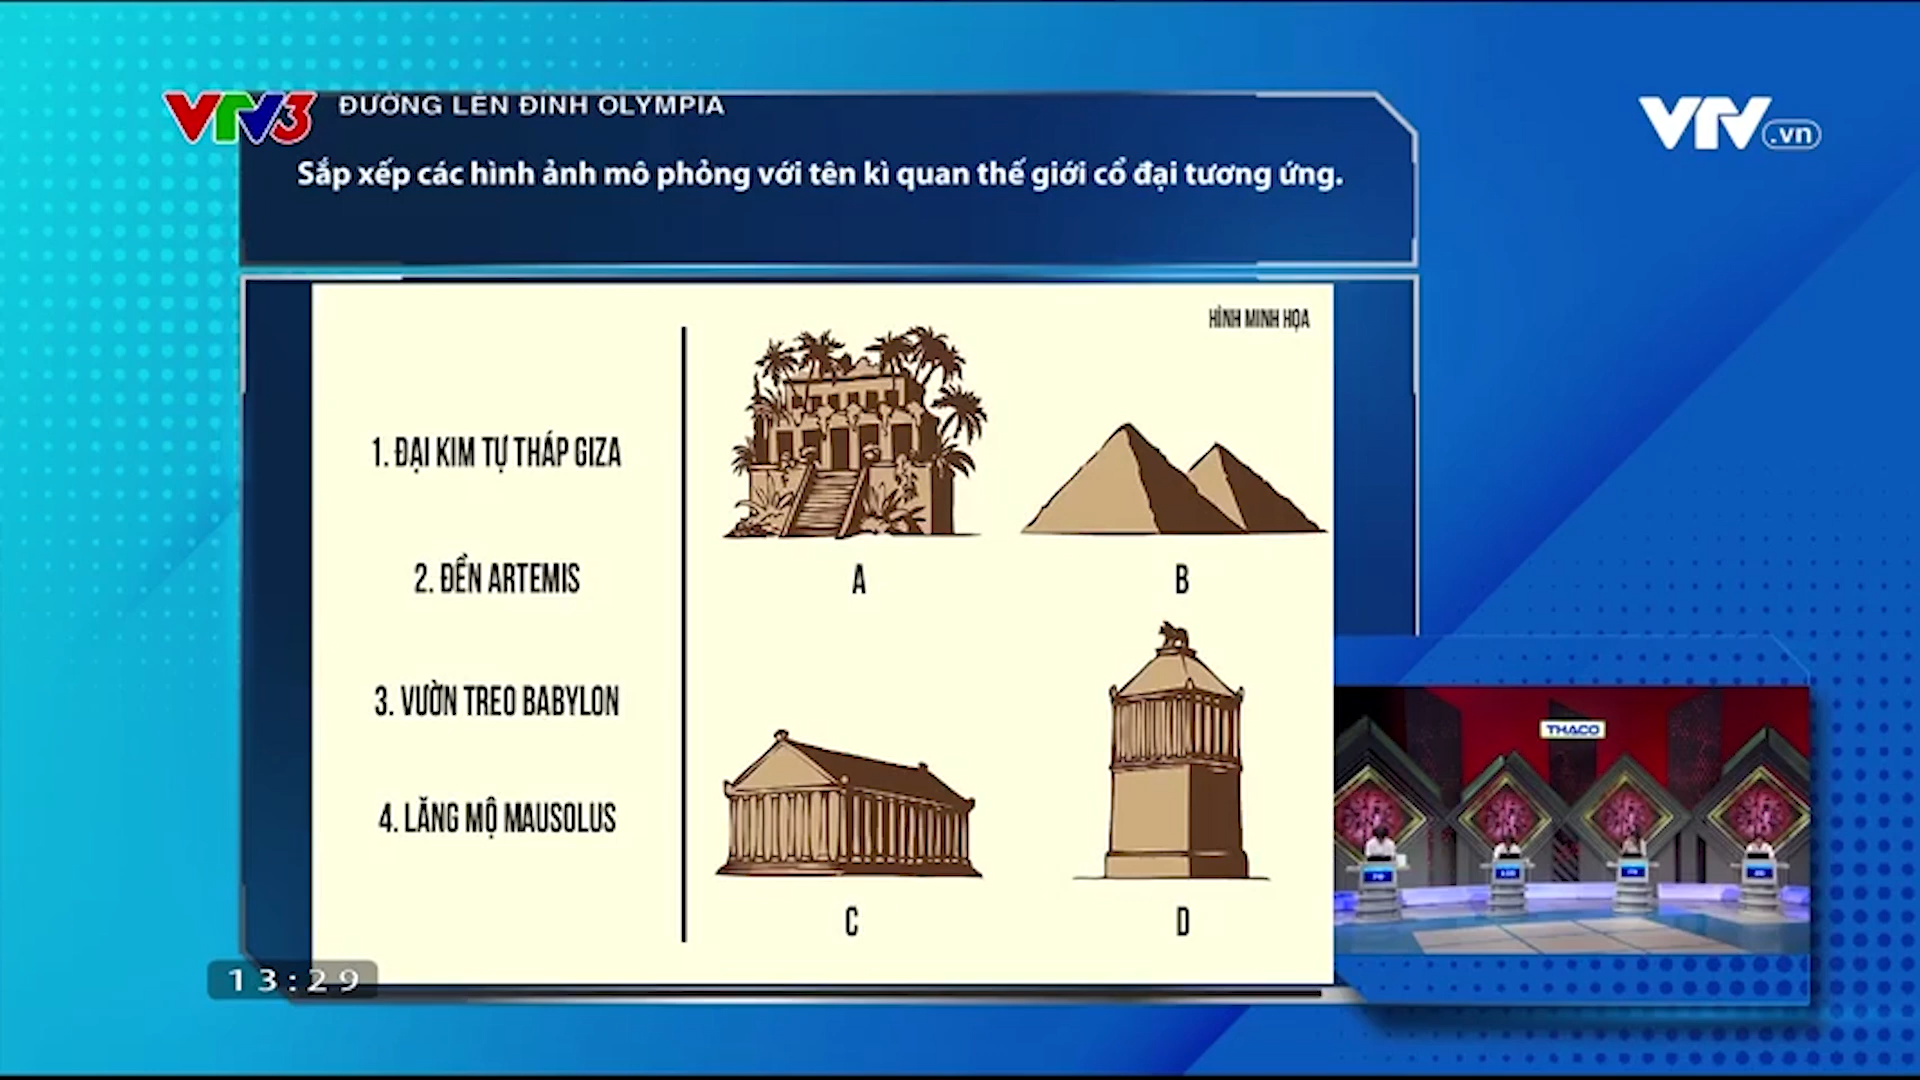 VTV3
ĐƯỜNG LÊN ĐỈNH OLYMPIA
VTV.vn
Sắp xếp các hình ảnh mô phỏng với tên kì quan thế giới cổ đại tương ứng.
HÌNH MINH HỌA
1. ĐẠI KIM TỰ THÁP GIZA
2. ĐỀN ARTEMIS
3. VƯỜN TREO BABYLON
4. LĂNG MỘ MAUSOLUS
A
B
C
D
THACO
13:29